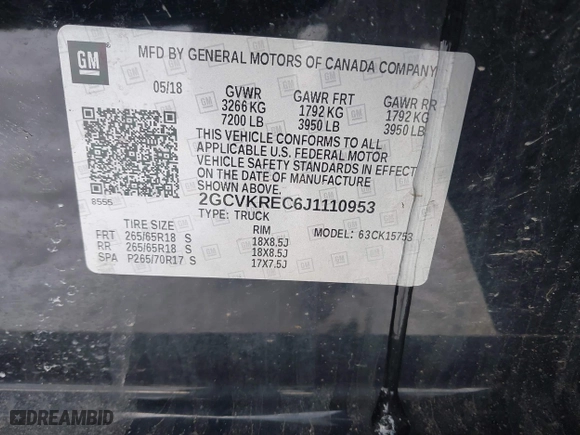 GM
MFD BY GENERAL MOTORS OF CANADA COMPANY
05/18 GVWR GAWR FRT GAWR RR
3266 KG 1792 KG 1792 KG
7200 LB 3950 LB 3950 LB
THIS VEHICLE CONFORMS TO ALL
APPLICABLE U.S. FEDERAL MOTOR
VEHICLE SAFETY STANDARDS IN EFFECT
ON THE DATE OF MANUFACTURE
SHOWN ABOVE.
8555 2GCVKREC6J1110953
TYPE: TRUCK MODEL: 63CK15753
TIRE SIZE RIM
FRT 265/65R18 S 18X8.5J
RR 265/65R18 S 18X8.5J
SPA P265/70R17 S 17X7.5J
DREAMBID